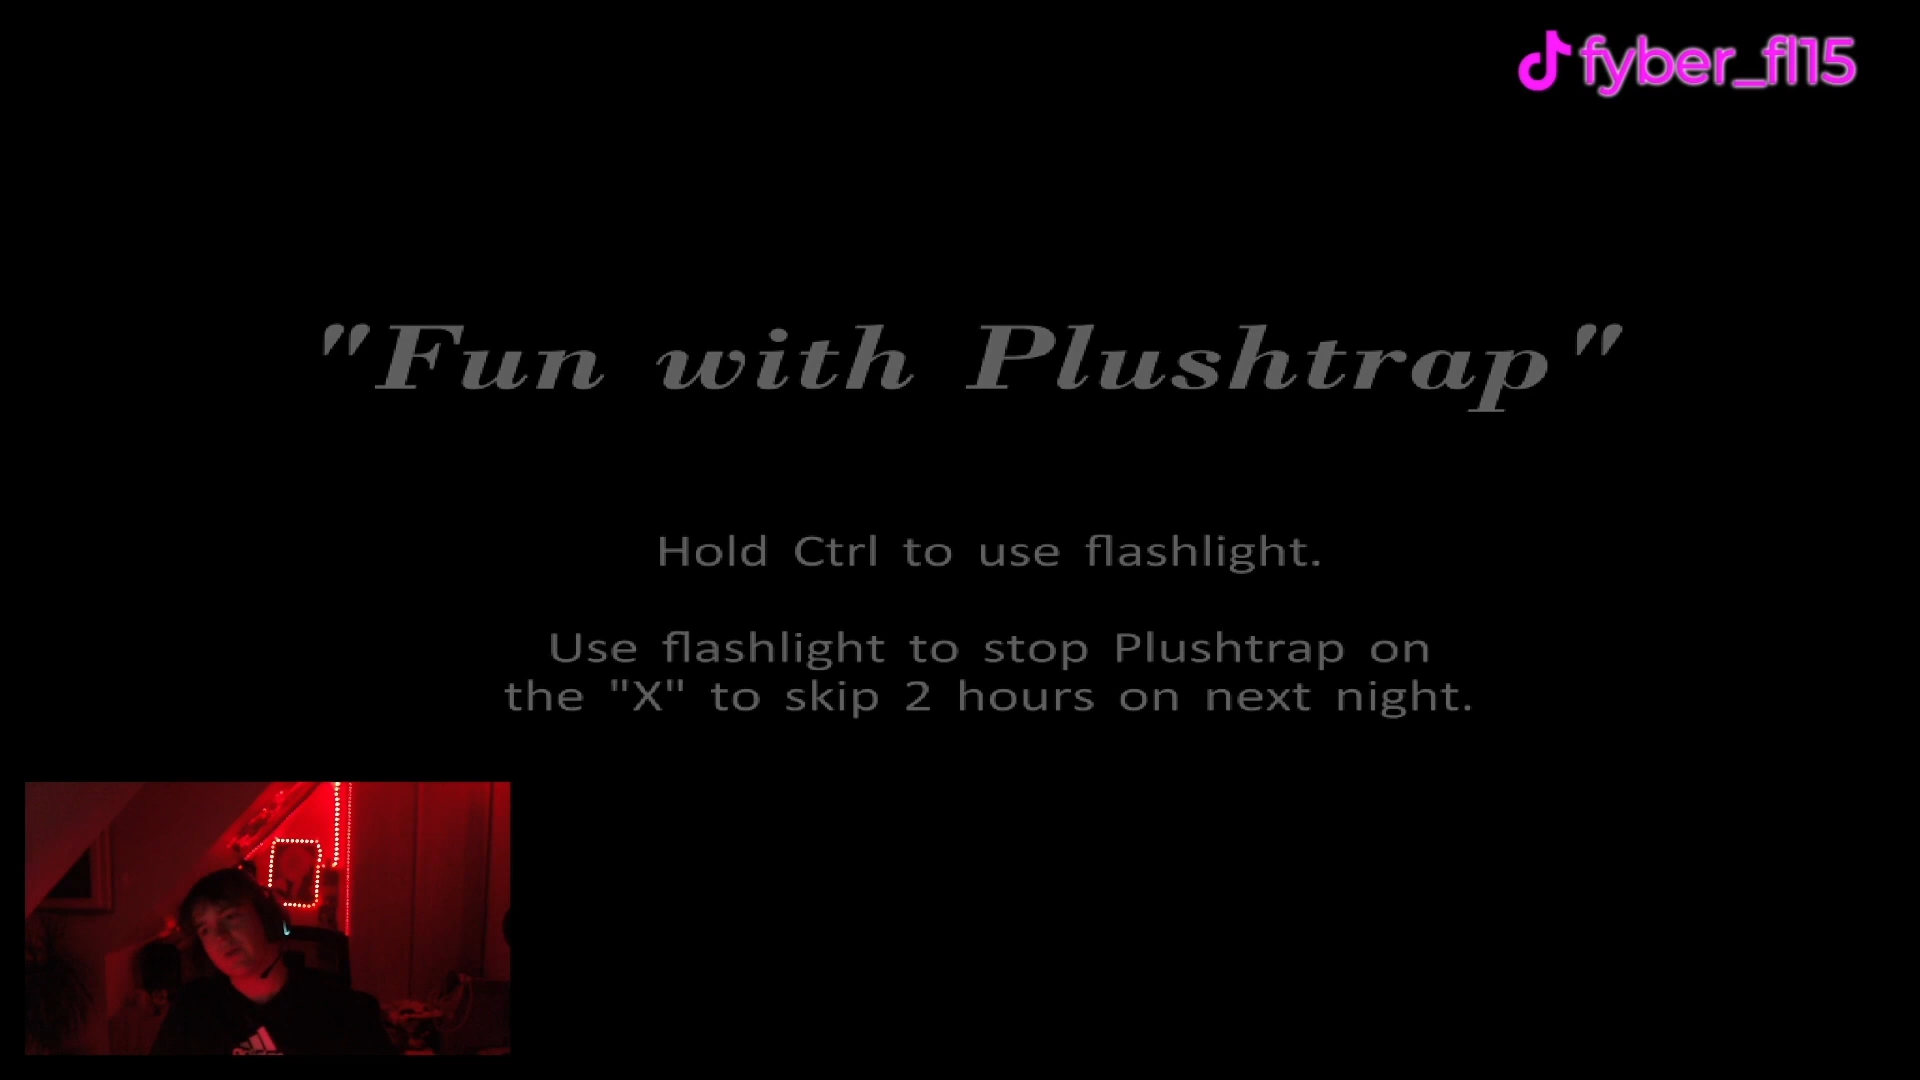 fyber_fl15
"Fun with Plushtrap"
Hold Ctrl to use flashlight.
Use flashlight to stop Plushtrap on
the "X" to skip 2 hours on next night.